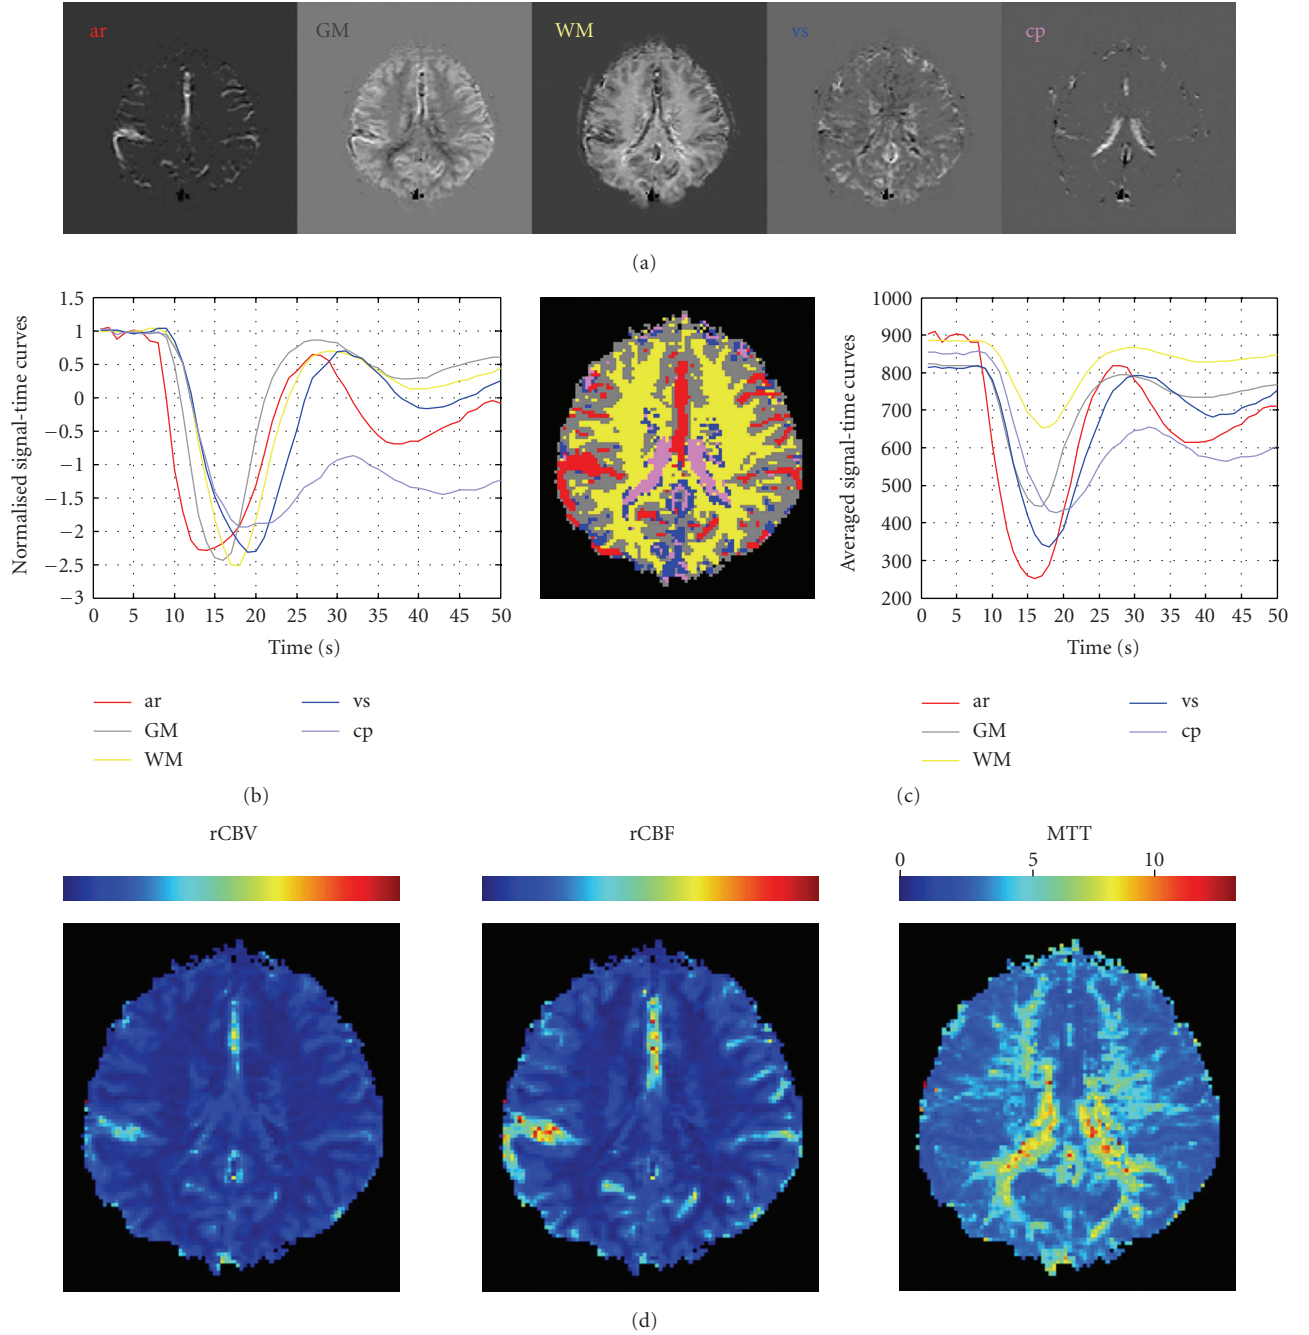 ar GM WM vs cp
(a)
Normalised signal-time curves
1.5
1
0.5
0
−0.5
−1
−1.5
−2
−2.5
−3
0 5 10 15 20 25 30 35 40 45 50
Time (s)
ar vs
GM cp
WM
(b)
Averaged signal-time curves
1000
900
800
700
600
500
400
300
200
0 5 10 15 20 25 30 35 40 45 50
Time (s)
ar vs
GM cp
WM
(c)
rCBV rCBF MTT
0 5 10
(d)